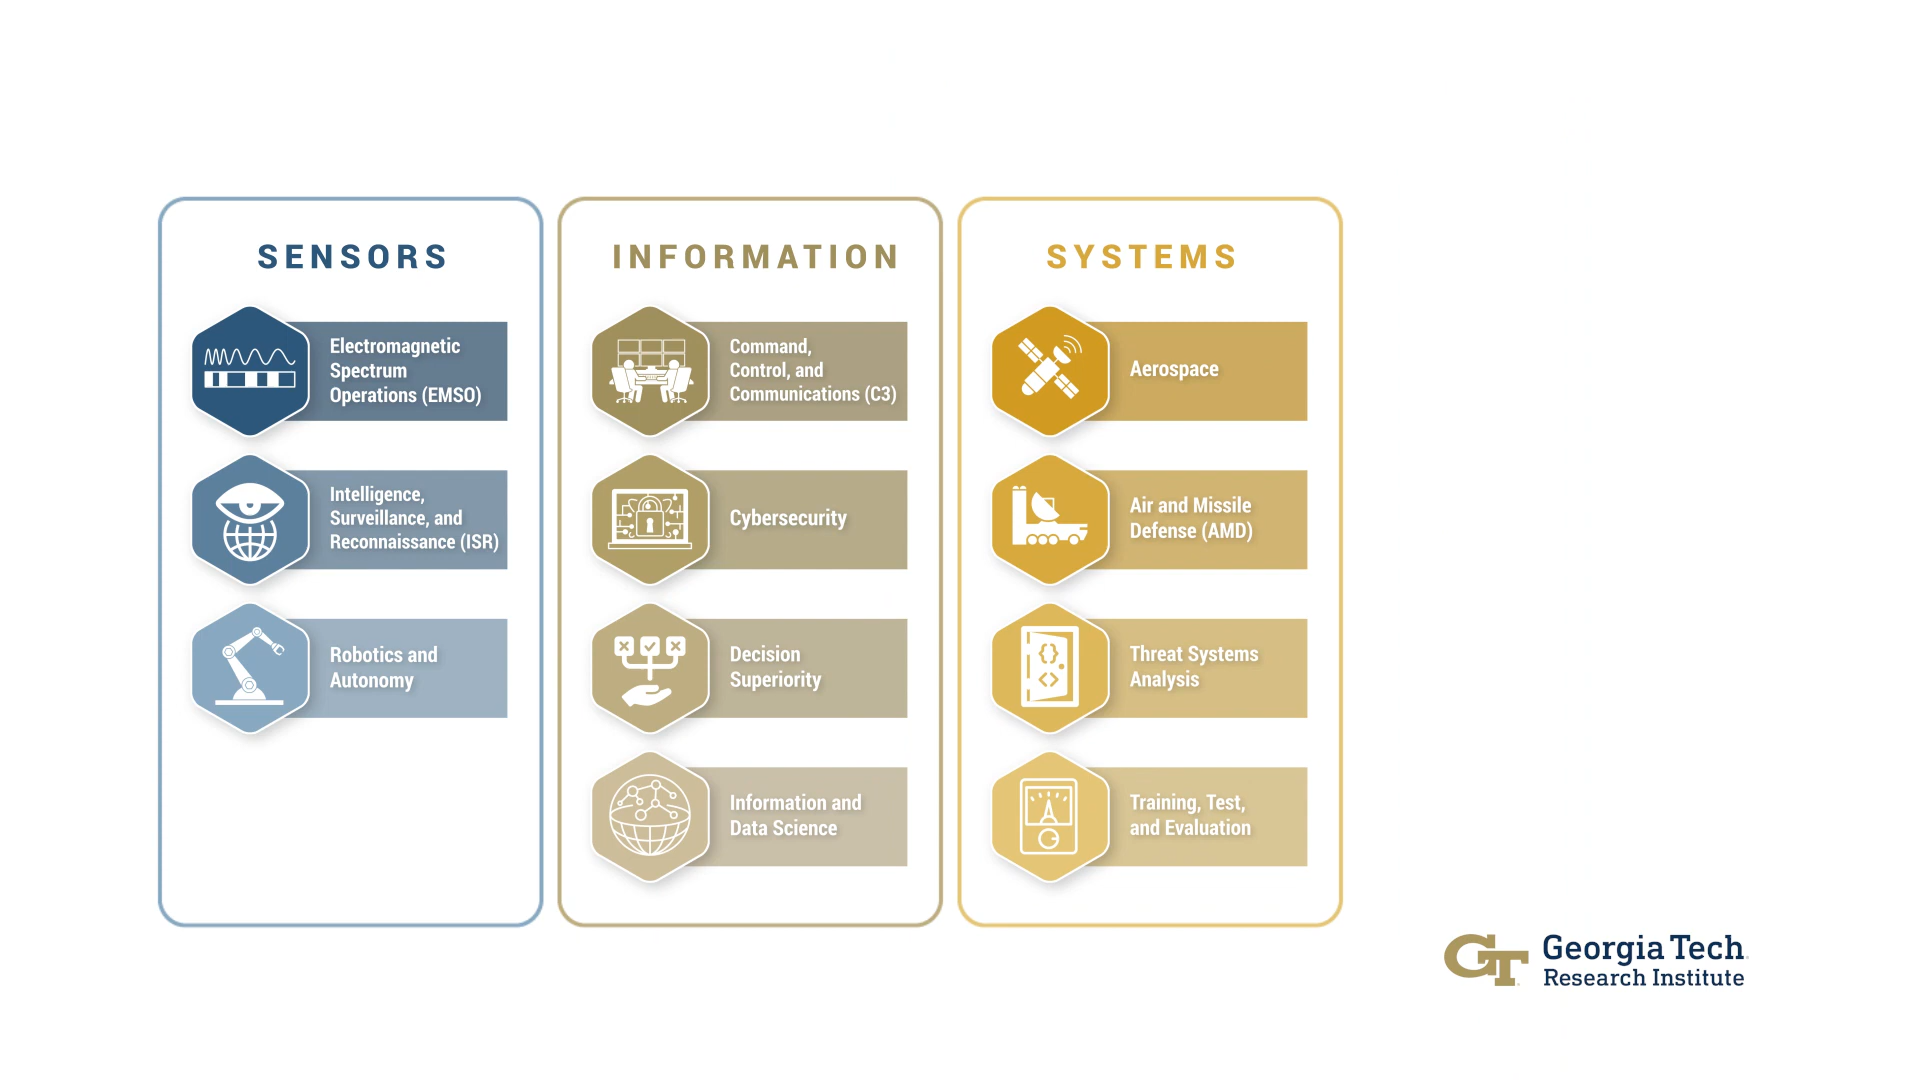 SENSORS
Electromagnetic
Spectrum
Operations (EMSO)
Intelligence,
Surveillance, and
Reconnaissance (ISR)
Robotics and
Autonomy
INFORMATION
Command,
Control, and
Communications (C3)
Cybersecurity
Decision
Superiority
Information and
Data Science
SYSTEMS
Aerospace
Air and Missile
Defense (AMD)
Threat Systems
Analysis
Training, Test,
and Evaluation
GT
Georgia Tech
Research Institute